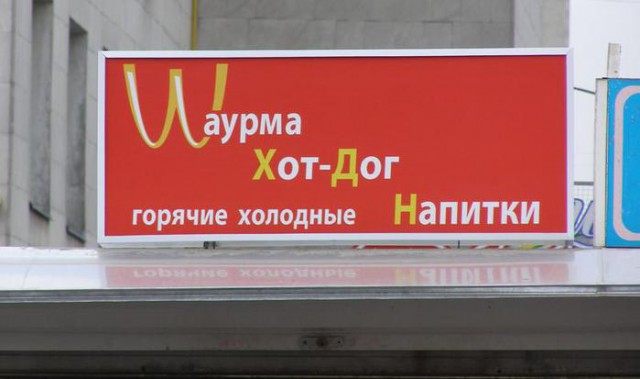 Шаурма
Хот-Дог
горячие холодные Напитки